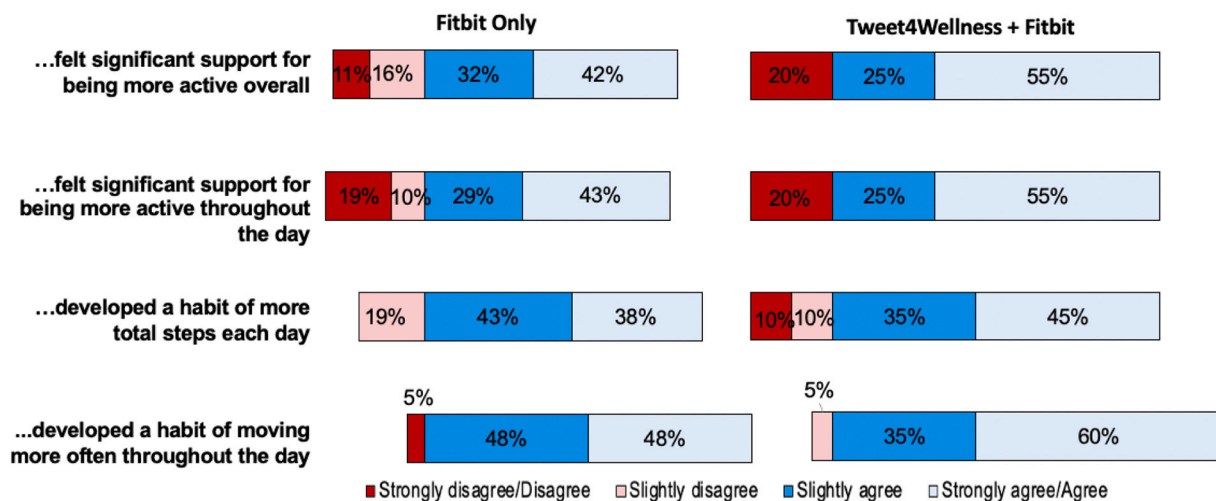 Fitbit Only
Tweet4Wellness + Fitbit
…felt significant support for
being more active overall
11% 16% 32% 42%
20% 25% 55%
…felt significant support for
being more active throughout
the day
19% 10% 29% 43%
20% 25% 55%
…developed a habit of more
total steps each day
19% 43% 38%
10% 10% 35% 45%
...developed a habit of moving
more often throughout the day
5% 48% 48%
5% 35% 60%
Strongly disagree/Disagree Slightly disagree Slightly agree Strongly agree/Agree